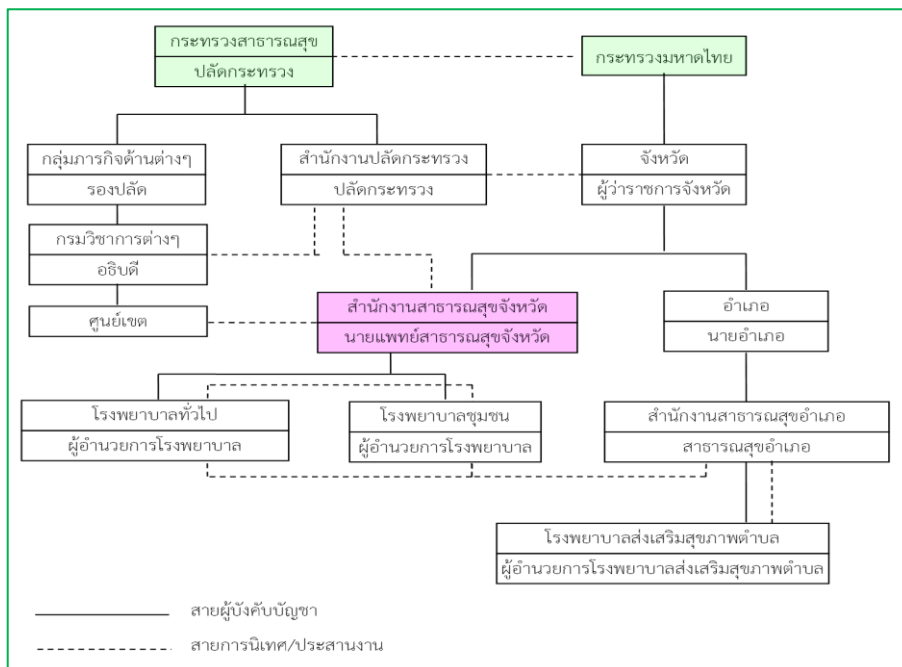 กระทรวงสาธารณสุข
ปลัดกระทรวง
กระทรวงมหาดไทย
กลุ่มภารกิจด้านต่างๆ
รองปลัด
สำนักงานปลัดกระทรวง
ปลัดกระทรวง
จังหวัด
ผู้ว่าราชการจังหวัด
กรมวิชาการต่างๆ
อธิบดี
ศูนย์เขต
สำนักงานสาธารณสุขจังหวัด
นายแพทย์สาธารณสุขจังหวัด
อำเภอ
นายอำเภอ
โรงพยาบาลทั่วไป
ผู้อำนวยการโรงพยาบาล
โรงพยาบาลชุมชน
ผู้อำนวยการโรงพยาบาล
สำนักงานสาธารณสุขอำเภอ
สาธารณสุขอำเภอ
โรงพยาบาลส่งเสริมสุขภาพตำบล
ผู้อำนวยการโรงพยาบาลส่งเสริมสุขภาพตำบล
สายผู้บังคับบัญชา
สายการนิเทศ/ประสานงาน